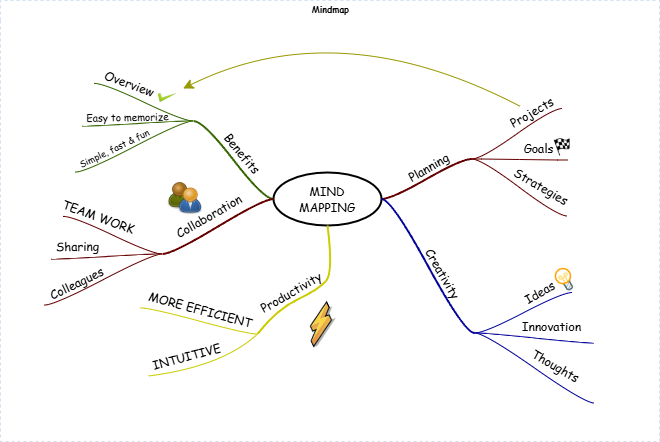 Mindmap
Overview
Easy to memorize
Simple, fast & fun
Benefits
MIND
MAPPING
Planning
Projects
Goals
Strategies
Collaboration
TEAM WORK
Sharing
Colleagues
Productivity
MORE EFFICIENT
INTUITIVE
Creativity
Ideas
Innovation
Thoughts